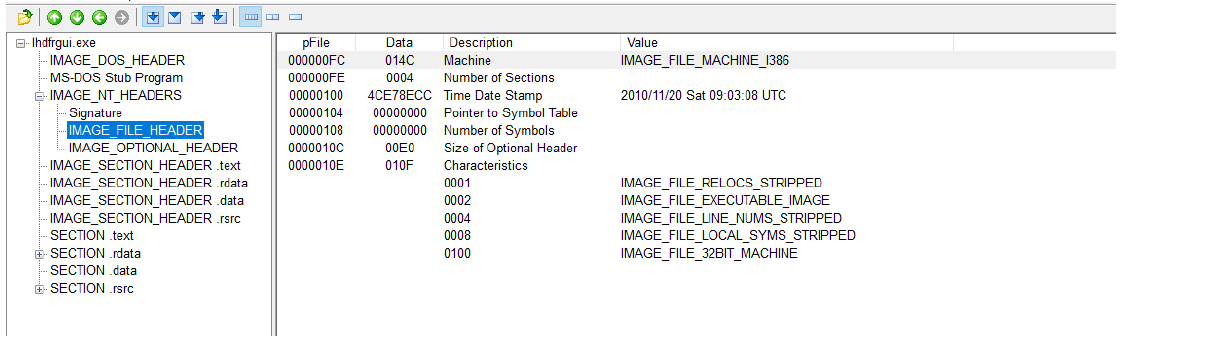 lhdfrgui.exe
IMAGE_DOS_HEADER
MS-DOS Stub Program
IMAGE_NT_HEADERS
Signature
IMAGE_FILE_HEADER
IMAGE_OPTIONAL_HEADER
IMAGE_SECTION_HEADER .text
IMAGE_SECTION_HEADER .rdata
IMAGE_SECTION_HEADER .data
IMAGE_SECTION_HEADER .rsrc
SECTION .text
SECTION .rdata
SECTION .data
SECTION .rsrc
pFile Data Description Value
000000FC 014C Machine IMAGE_FILE_MACHINE_I386
000000FE 0004 Number of Sections
00000100 4CE78ECC Time Date Stamp 2010/11/20 Sat 09:03:08 UTC
00000104 00000000 Pointer to Symbol Table
00000108 00000000 Number of Symbols
0000010C 00E0 Size of Optional Header
0000010E 010F Characteristics
0001 IMAGE_FILE_RELOCS_STRIPPED
0002 IMAGE_FILE_EXECUTABLE_IMAGE
0004 IMAGE_FILE_LINE_NUMS_STRIPPED
0008 IMAGE_FILE_LOCAL_SYMS_STRIPPED
0100 IMAGE_FILE_32BIT_MACHINE